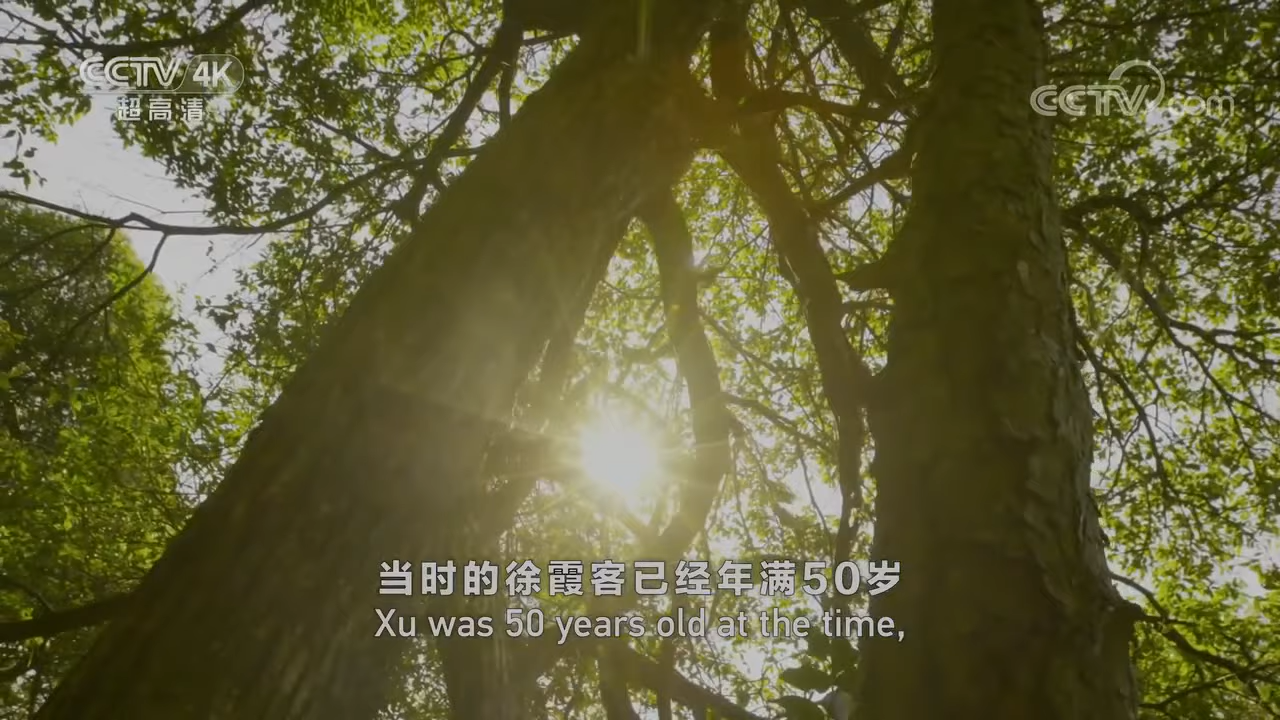 CCTV 4K
超高清
CCTV.com
当时的徐霞客已经年满50岁
Xu was 50 years old at the time,